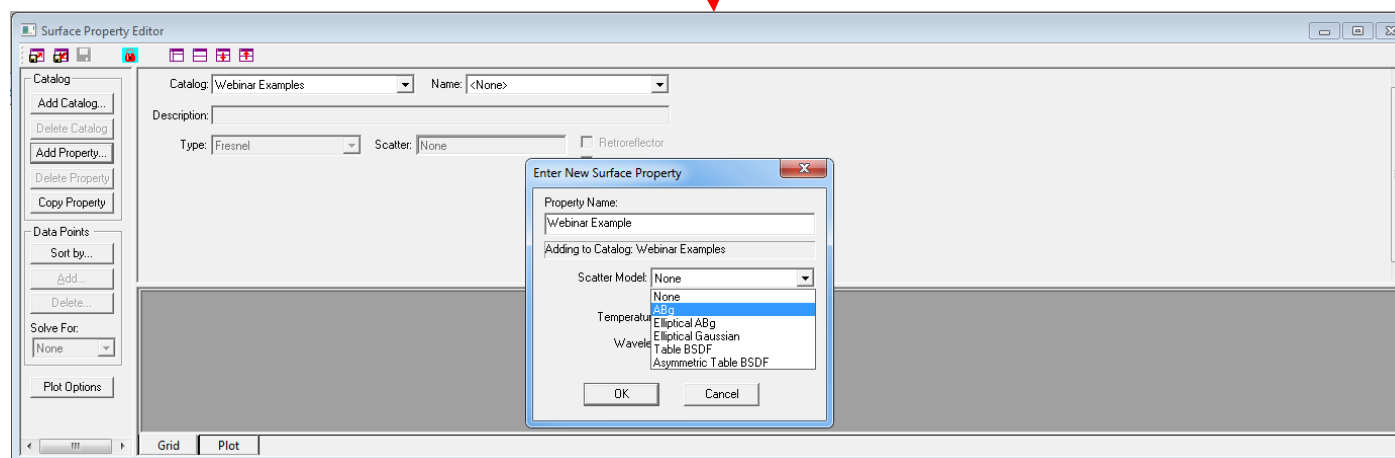 Surface Property Editor
Catalog
Add Catalog...
Delete Catalog
Add Property...
Delete Property
Copy Property
Data Points
Sort by...
Add...
Delete...
Solve For:
None
Plot Options
Catalog: Webinar Examples Name: <None>
Description:
Type: Fresnel Scatter: None Retroreflector
Enter New Surface Property
Property Name:
Webinar Example
Adding to Catalog: Webinar Examples
Scatter Model: None
None
ABg
Elliptical ABg
Elliptical Gaussian
Table BSDF
Asymmetric Table BSDF
OK Cancel
Grid Plot